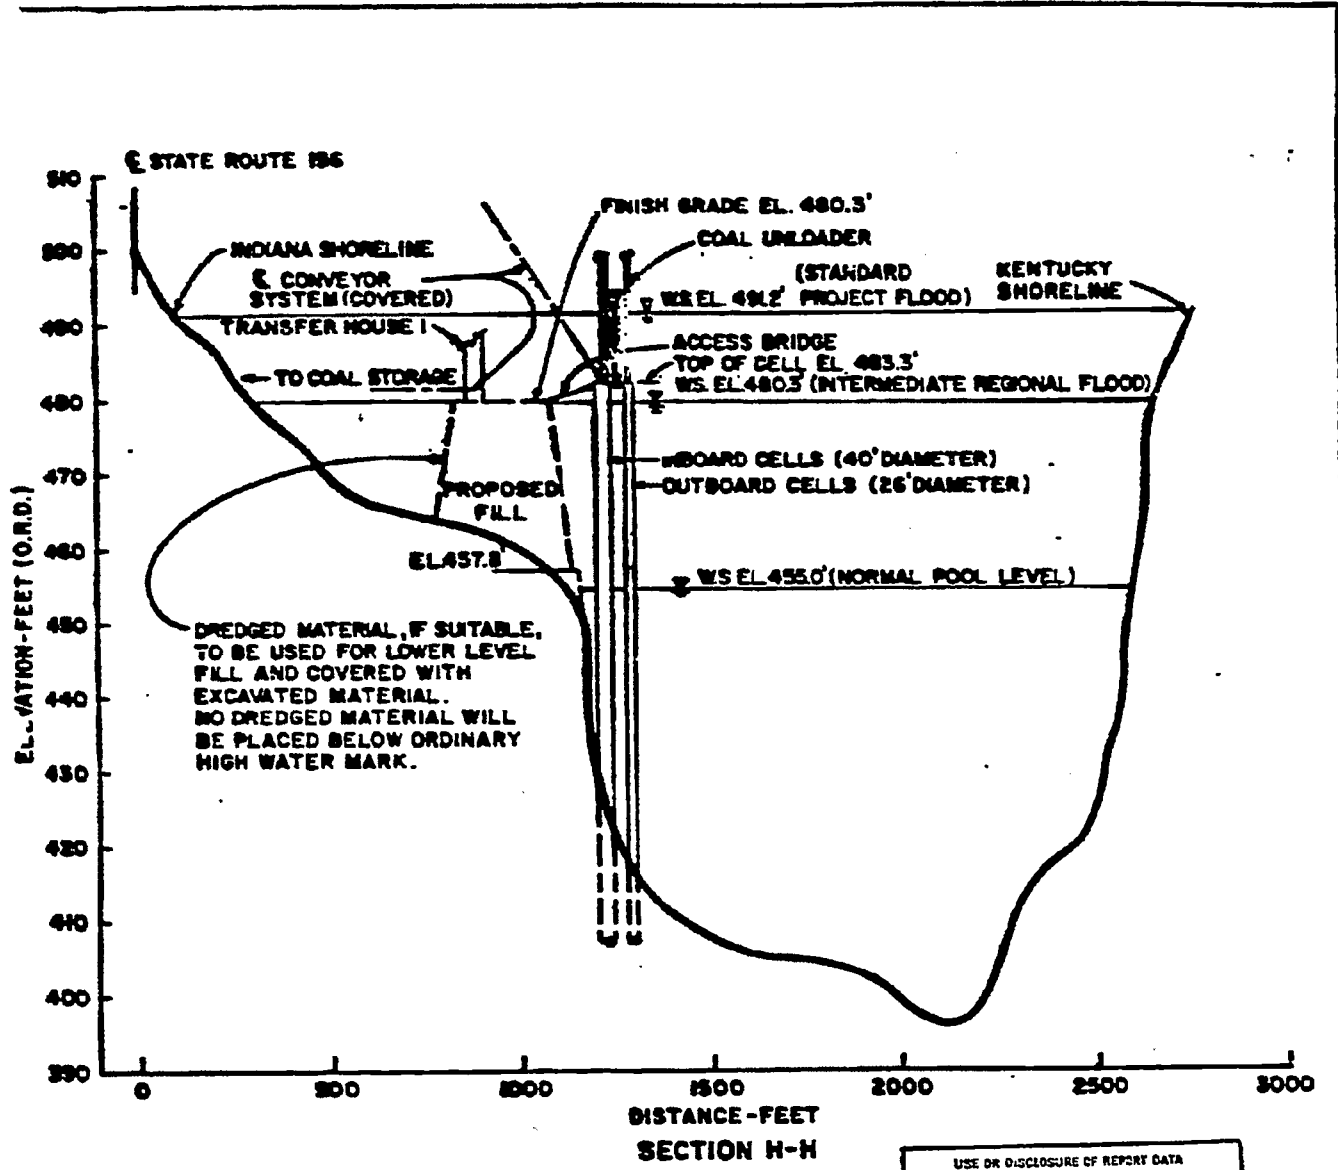 ℄ STATE ROUTE 156
510
500
490
480
470
460
450
440
430
420
410
400
390
ELEVATION-FEET (O.R.D.)
INDIANA SHORELINE
℄ CONVEYOR
SYSTEM (COVERED)
TRANSFER HOUSE 1
TO COAL STORAGE
FINISH GRADE EL. 480.3'
COAL UNLOADER
(STANDARD
W.S. EL. 491.2' PROJECT FLOOD)
KENTUCKY
SHORELINE
ACCESS BRIDGE
TOP OF CELL EL. 483.3'
W.S. EL. 480.3' (INTERMEDIATE REGIONAL FLOOD)
INBOARD CELLS (40' DIAMETER)
OUTBOARD CELLS (26' DIAMETER)
PROPOSED
FILL
EL. 457.8'
W.S. EL. 455.0' (NORMAL POOL LEVEL)
DREDGED MATERIAL, IF SUITABLE,
TO BE USED FOR LOWER LEVEL
FILL AND COVERED WITH
EXCAVATED MATERIAL.
NO DREDGED MATERIAL WILL
BE PLACED BELOW ORDINARY
HIGH WATER MARK.
0 500 1000 1500 2000 2500 3000
DISTANCE-FEET
SECTION H-H
USE OR DISCLOSURE OF REPORT DATA